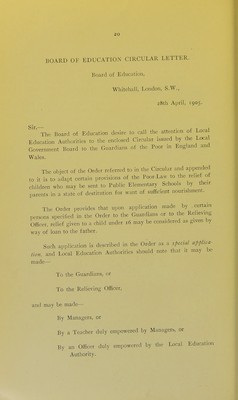 20
BOARD OF EDUCATION CIRCULAR LETTER.
Board of Education,
Whitehall, London, S.W.,
28th April, 1905.
Sir,—
The Board of Education desire to call the attention of Local
Education Authorities to the enclosed Circular issued by the Local
Government Board to the Guardians of the Poor in England and
Wales.
The object of the Order referred to in the Circular and appended
to it is to adapt certain provisions of the Poor-Law to the relief of
children who may be sent to Public Elementary Schools by their
parents in a state of destitution for want of sufficient nourishment.
The Order provides that upon application made by certain
persons specified in the Order to the Guardians or to the Relieving
Officer, relief given to a child under 16 may be considered as given by
way of loan to the father.
Such application is described in the Order as a special applica-
tion, and Local Education Authorities should note that it may be
made—
To the Guardians, or
To the Relieving Officer,
and may be made—
By Managers, or
By a Teacher duly empowered by Managers, or
By an Officer duly empowered by the Local Education
Authority.